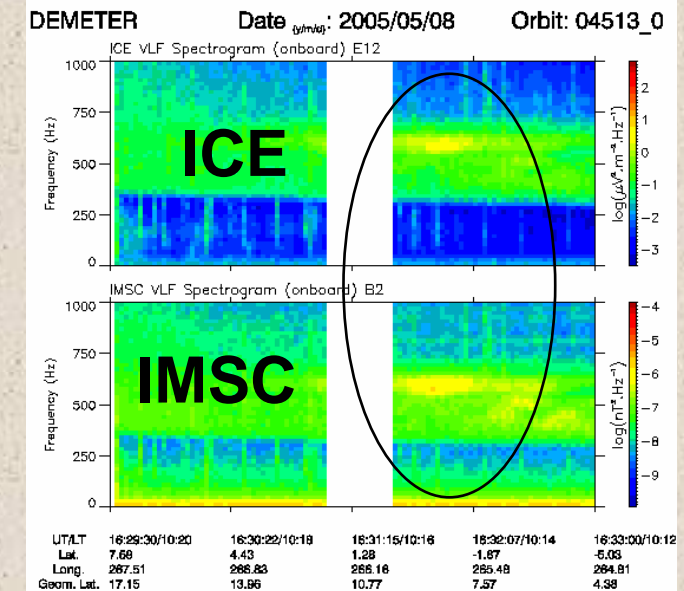 DEMETER Date (y/m/d): 2005/05/08 Orbit: 04513_0
ICE VLF Spectrogram (onboard) E12
1000
750
500
250
0
Frequency (Hz)
ICE
2
1
0
-1
-2
-3
log(μV².m⁻².Hz⁻¹)
IMSC VLF Spectrogram (onboard) B2
1000
750
500
250
0
Frequency (Hz)
IMSC
-4
-5
-6
-7
-8
-9
log(nT².Hz⁻¹)
UT/LT 16:29:30/10:20 16:30:22/10:18 16:31:15/10:16 16:32:07/10:14 16:33:00/10:12
Lat. 7.69 4.43 1.28 -1.87 -5.03
Long. 267.51 266.83 266.16 265.48 264.81
Geom. Lat. 17.15 13.96 10.77 7.57 4.38